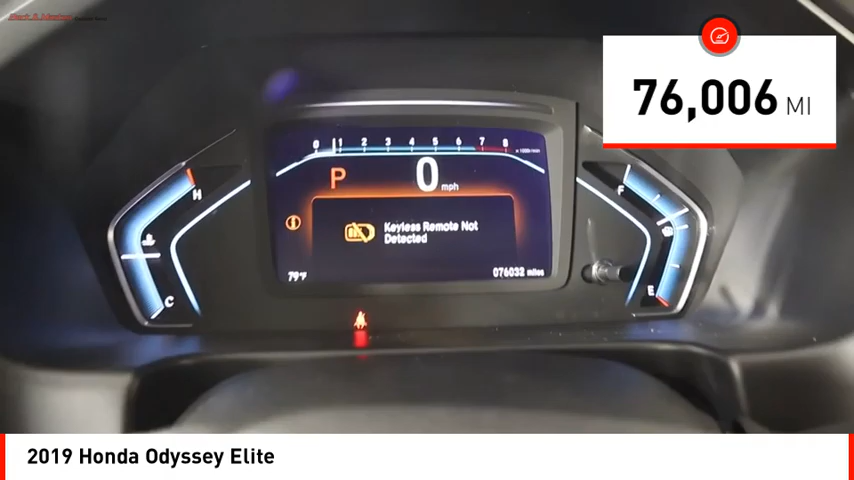 76,006 MI
0 1 2 3 4 5 6 7 8
P 0 mph
H
F
Keyless Remote Not
Detected
C
79°F
076032 miles
E
2019 Honda Odyssey Elite